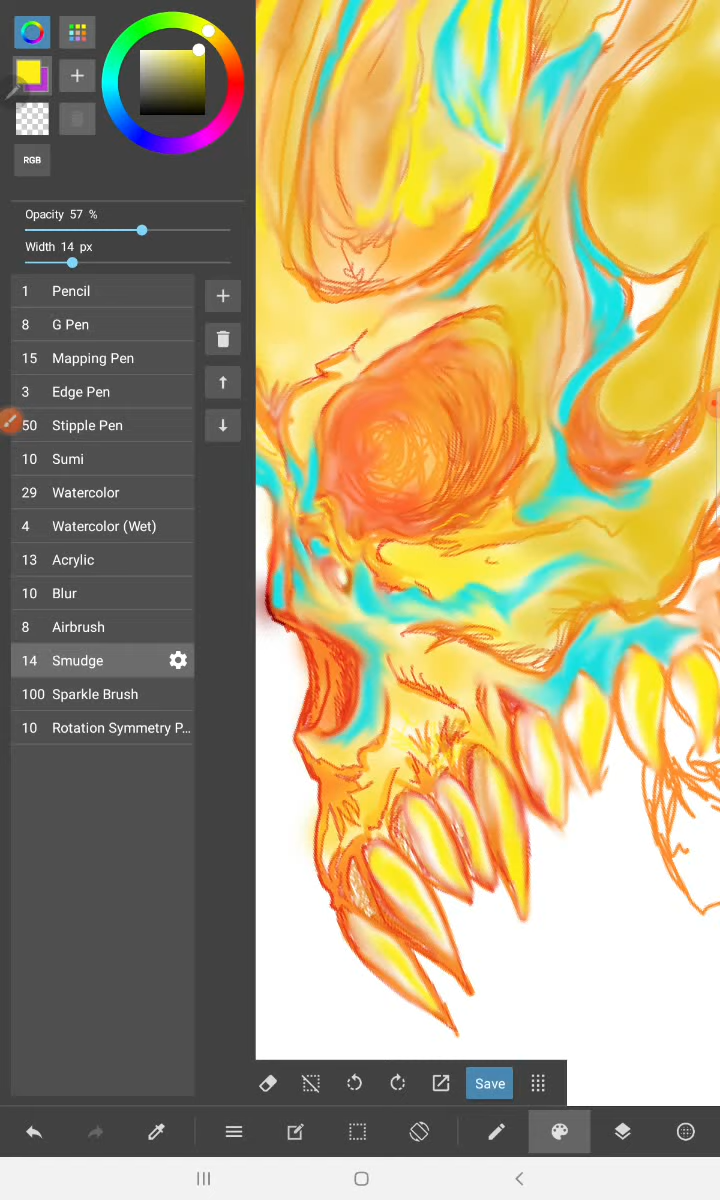 RGB
Opacity 57 %
Width 14 px
1 Pencil
8 G Pen
15 Mapping Pen
3 Edge Pen
50 Stipple Pen
10 Sumi
29 Watercolor
4 Watercolor (Wet)
13 Acrylic
10 Blur
8 Airbrush
14 Smudge
100 Sparkle Brush
10 Rotation Symmetry P...
Save